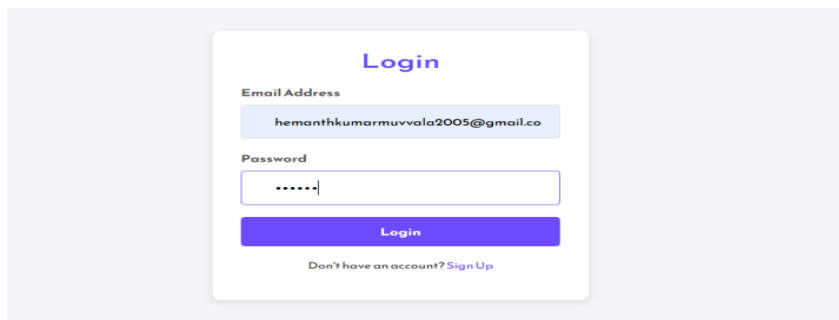 Login
Email Address
hemanthkumarmuvvala2005@gmail.co
Password
••••••
Login
Don't have an account? Sign Up